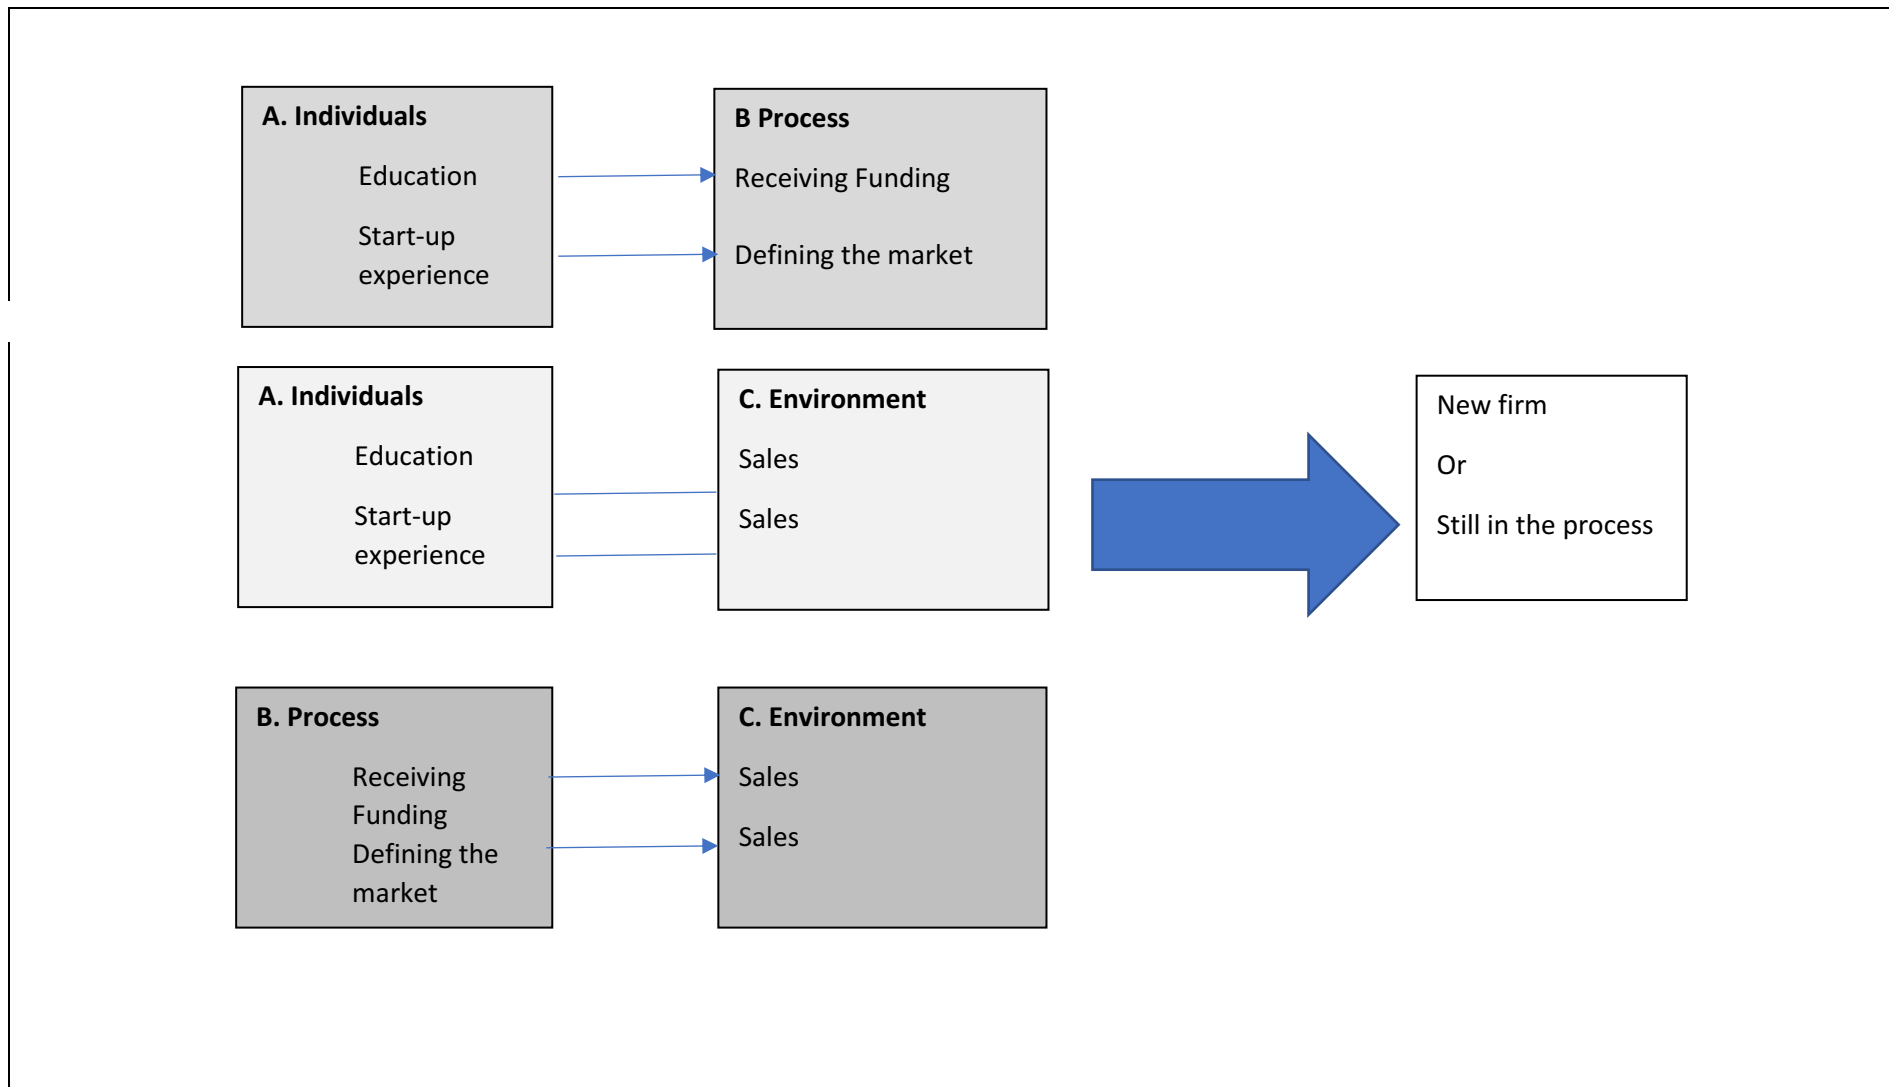 A. Individuals
Education
Start-up
experience
B Process
Receiving Funding
Defining the market
A. Individuals
Education
Start-up
experience
C. Environment
Sales
Sales
New firm
Or
Still in the process
B. Process
Receiving
Funding
Defining the
market
C. Environment
Sales
Sales